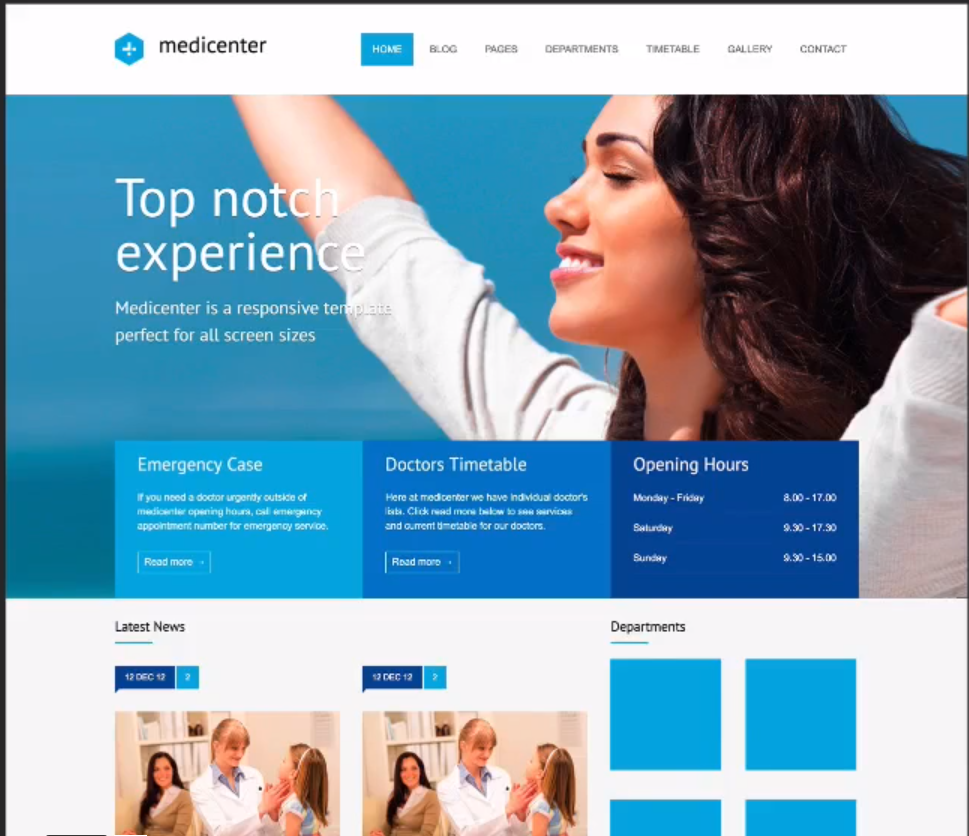 medicenter
HOME BLOG PAGES DEPARTMENTS TIMETABLE GALLERY CONTACT
Top notch
experience
Medicenter is a responsive template
perfect for all screen sizes
Emergency Case
If you need a doctor urgently outside of
medicenter opening hours, call emergency
appointment number for emergency service.
Read more →
Doctors Timetable
Here at medicenter we have individual doctor's
lists. Click read more below to see services
and current timetable for our doctors.
Read more →
Opening Hours
Monday - Friday 8.00 - 17.00
Saturday 9.30 - 17.30
Sunday 9.30 - 15.00
Latest News
12 DEC 12 2
12 DEC 12 2
Departments